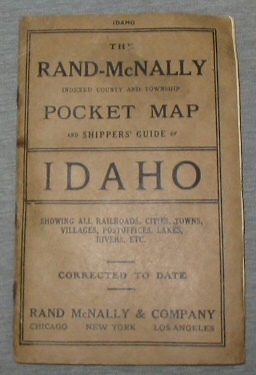 IDAHO
THE
RAND-McNALLY
INDEXED COUNTY AND TOWNSHIP
POCKET MAP
AND SHIPPERS' GUIDE OF
IDAHO
SHOWING ALL RAILROADS, CITIES, TOWNS,
VILLAGES, POSTOFFICES, LAKES,
RIVERS, ETC.
CORRECTED TO DATE
RAND McNALLY & COMPANY
CHICAGO NEW YORK LOS ANGELES